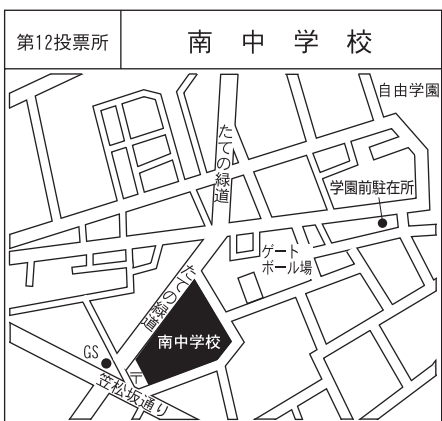 第12投票所
南中学校
自由学園
たての緑道
学園前駐在所
ゲート
ボール場
たての緑道
南中学校
GS
〒
笠松坂通り